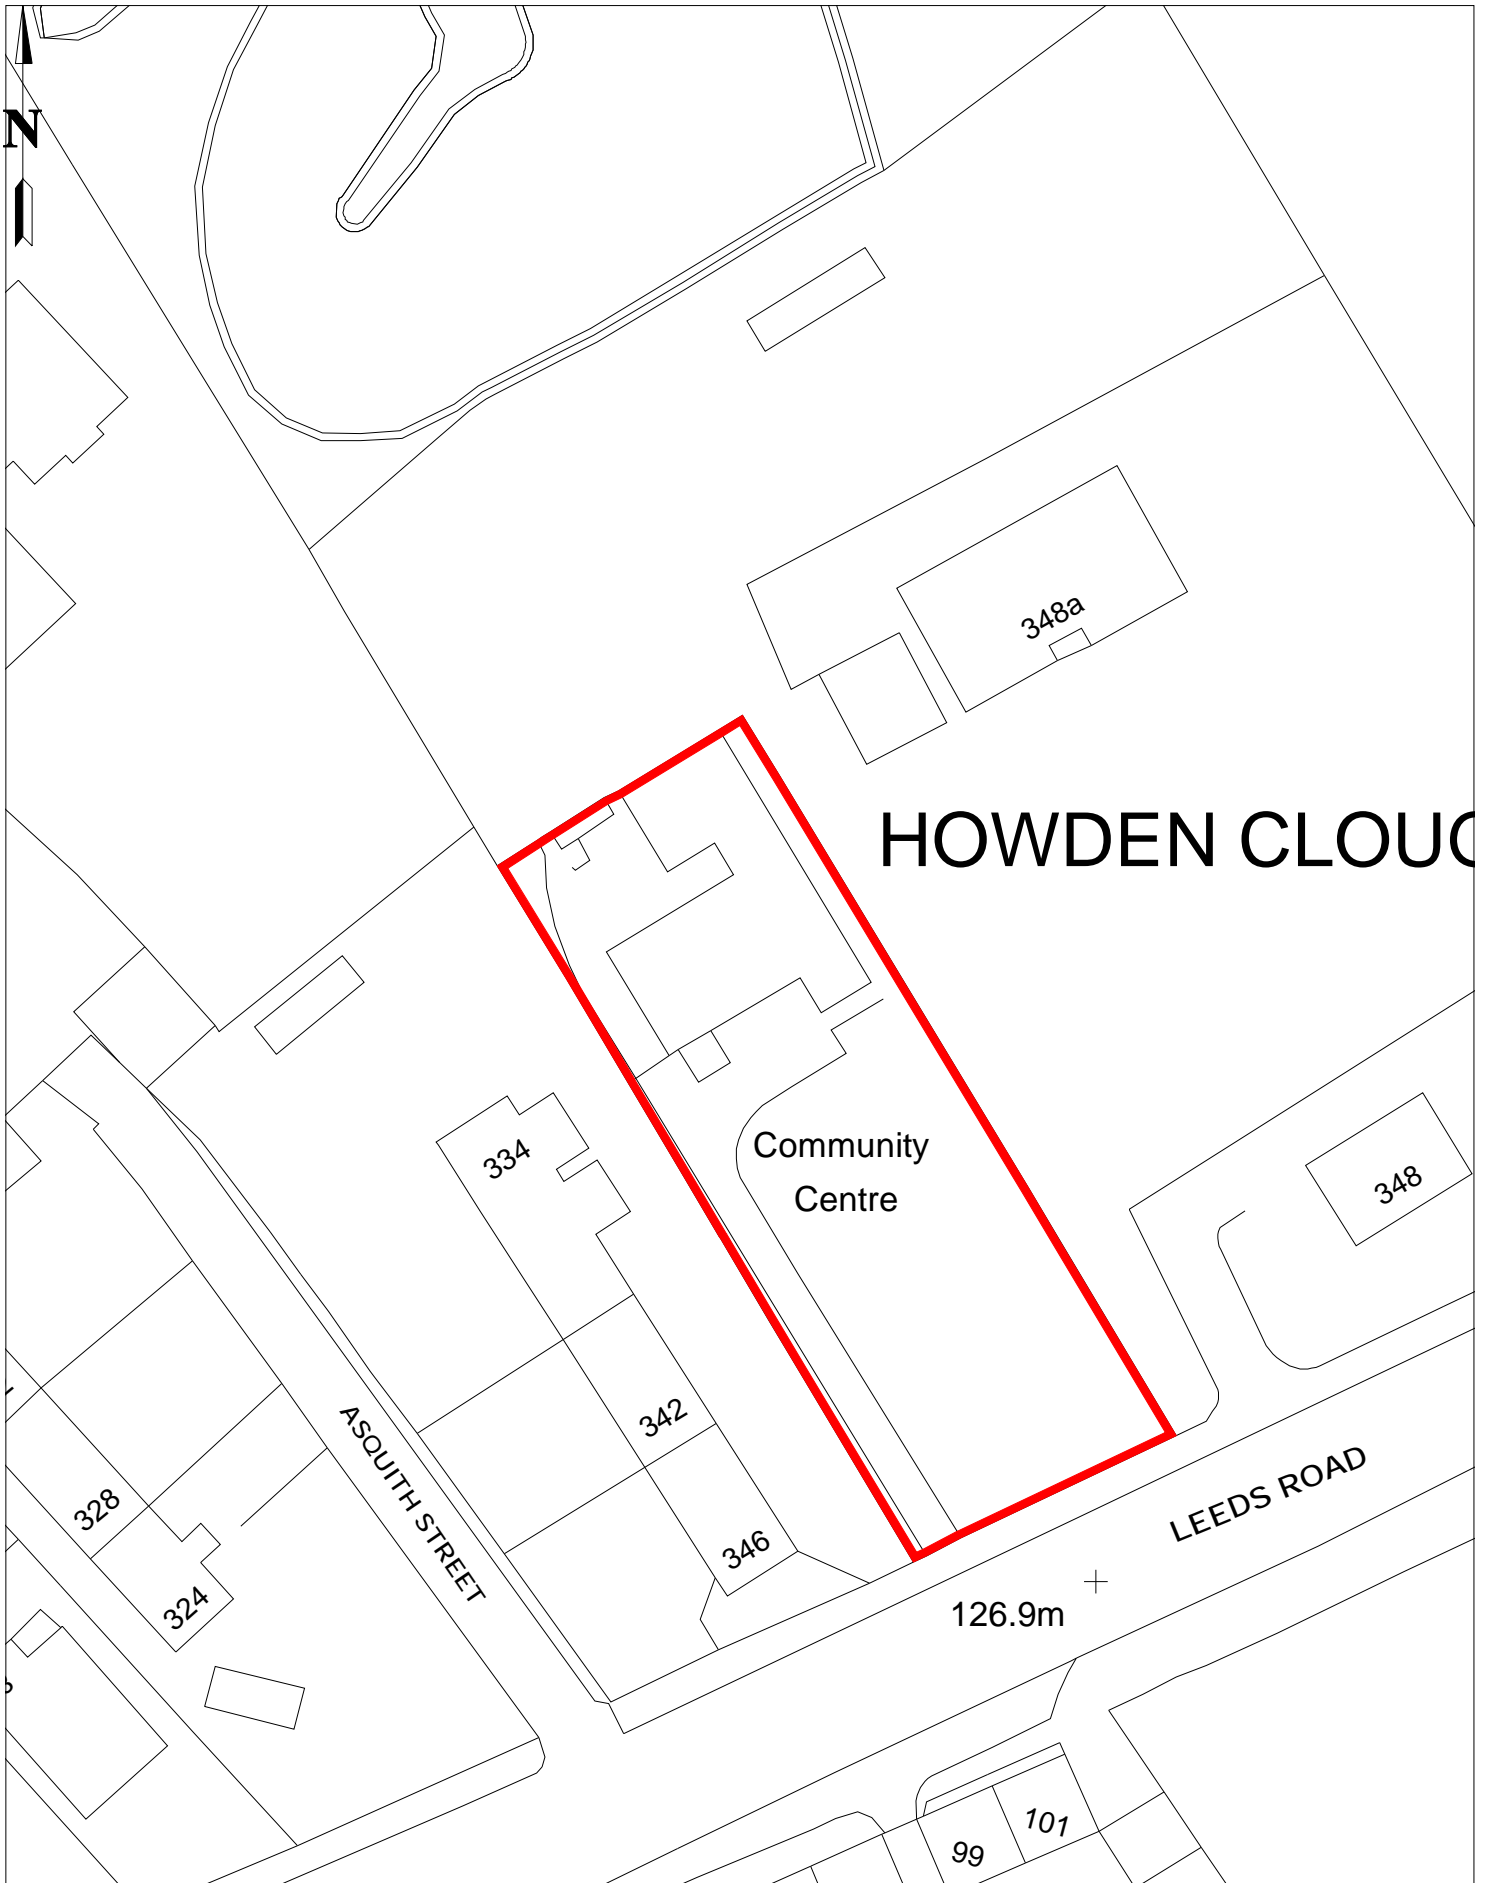 N
348a
HOWDEN CLOUG
334
Community
Centre
348
342
ASQUITH STREET
LEEDS ROAD
328
346
324
126.9m
101
99